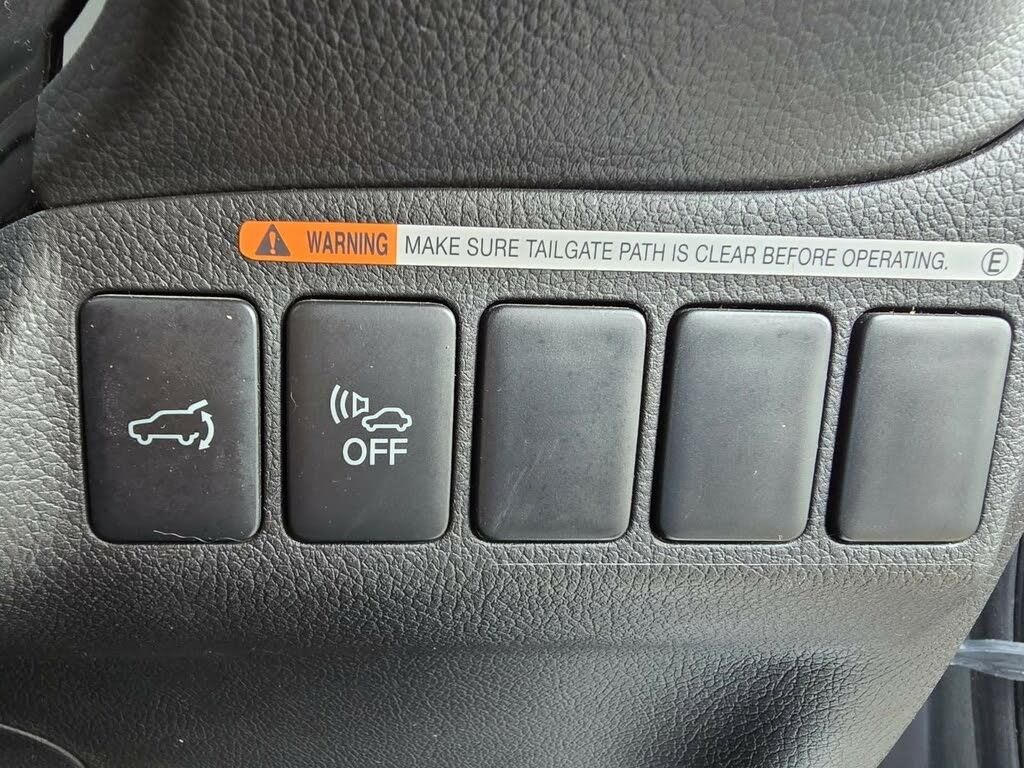 WARNING MAKE SURE TAILGATE PATH IS CLEAR BEFORE OPERATING. E
OFF